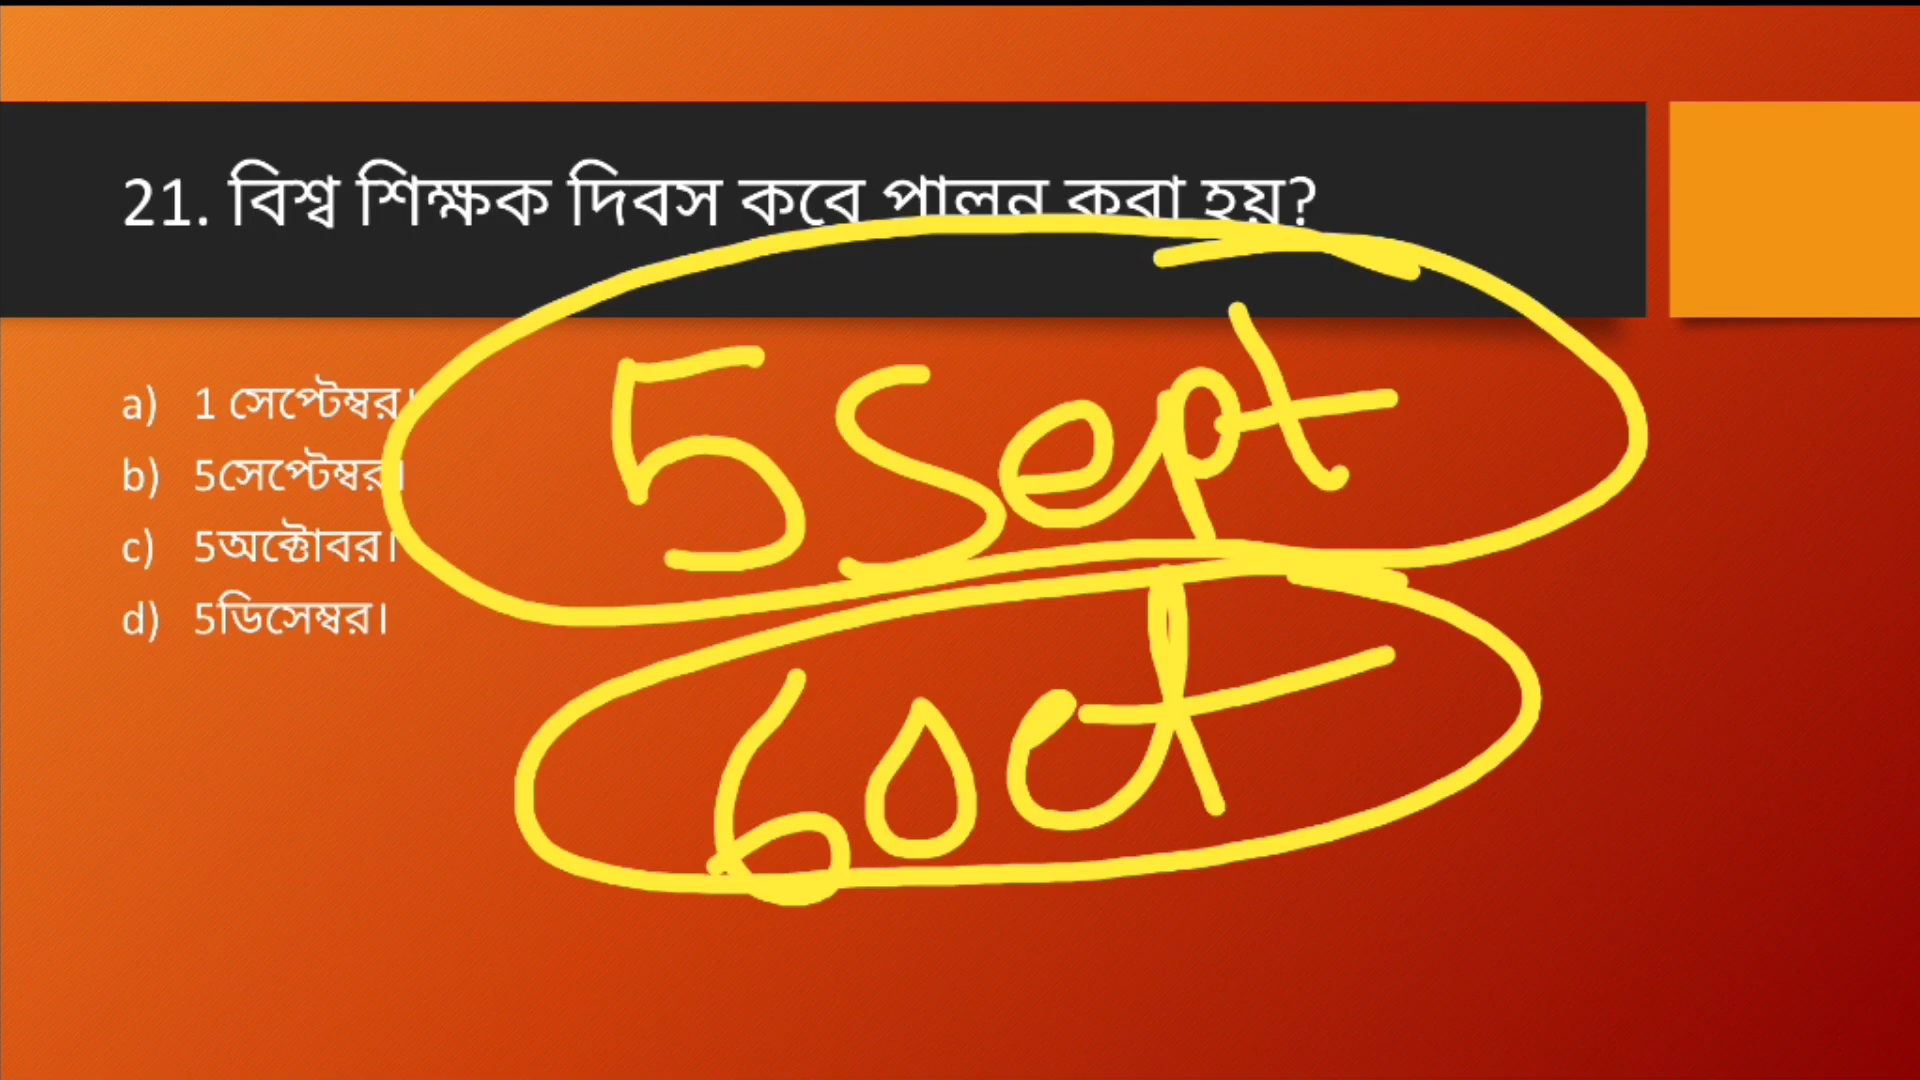 21. বিশ্ব শিক্ষক দিবস কবে পালন করা হয়?
a) 1 সেপ্টেম্বর।
b) 5সেপ্টেম্বর।
c) 5অক্টোবর।
d) 5ডিসেম্বর।
5 Sept
6 oct